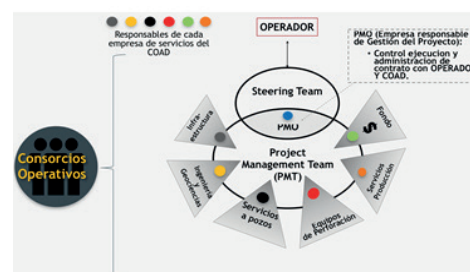 Responsables de cada
empresa de servicios del
COAD
OPERADOR
PMO (Empresa responsable
de Gestión del Proyecto):
• Control ejecucion y
administracion de
contrato con OPERADO
Y COAD,
Steering Team
PMO
Consorcios
Operativos
Infra-
estructura
Fondo
$
Project
Management Team
(PMT)
Ingeniería
y
Geociencias
Servicios
Producción
Servicios
a pozos
Equipos
de Perforación